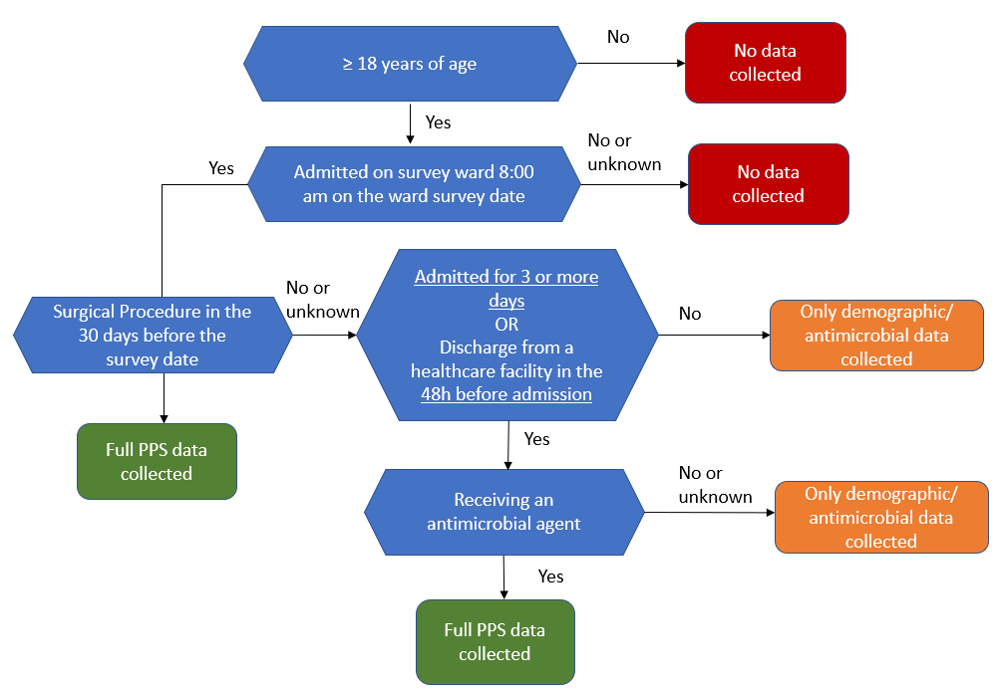 ≥ 18 years of age
No
No data
collected
Yes
Admitted on survey ward 8:00
am on the ward survey date
No or
unknown
No data
collected
Yes
Surgical Procedure in the
30 days before the
survey date
No or
unknown
Admitted for 3 or more
days
OR
Discharge from a
healthcare facility in the
48h before admission
No
Only demographic/
antimicrobial data
collected
Full PPS data
collected
Yes
Receiving an
antimicrobial agent
No or
unknown
Only demographic/
antimicrobial data
collected
Yes
Full PPS data
collected